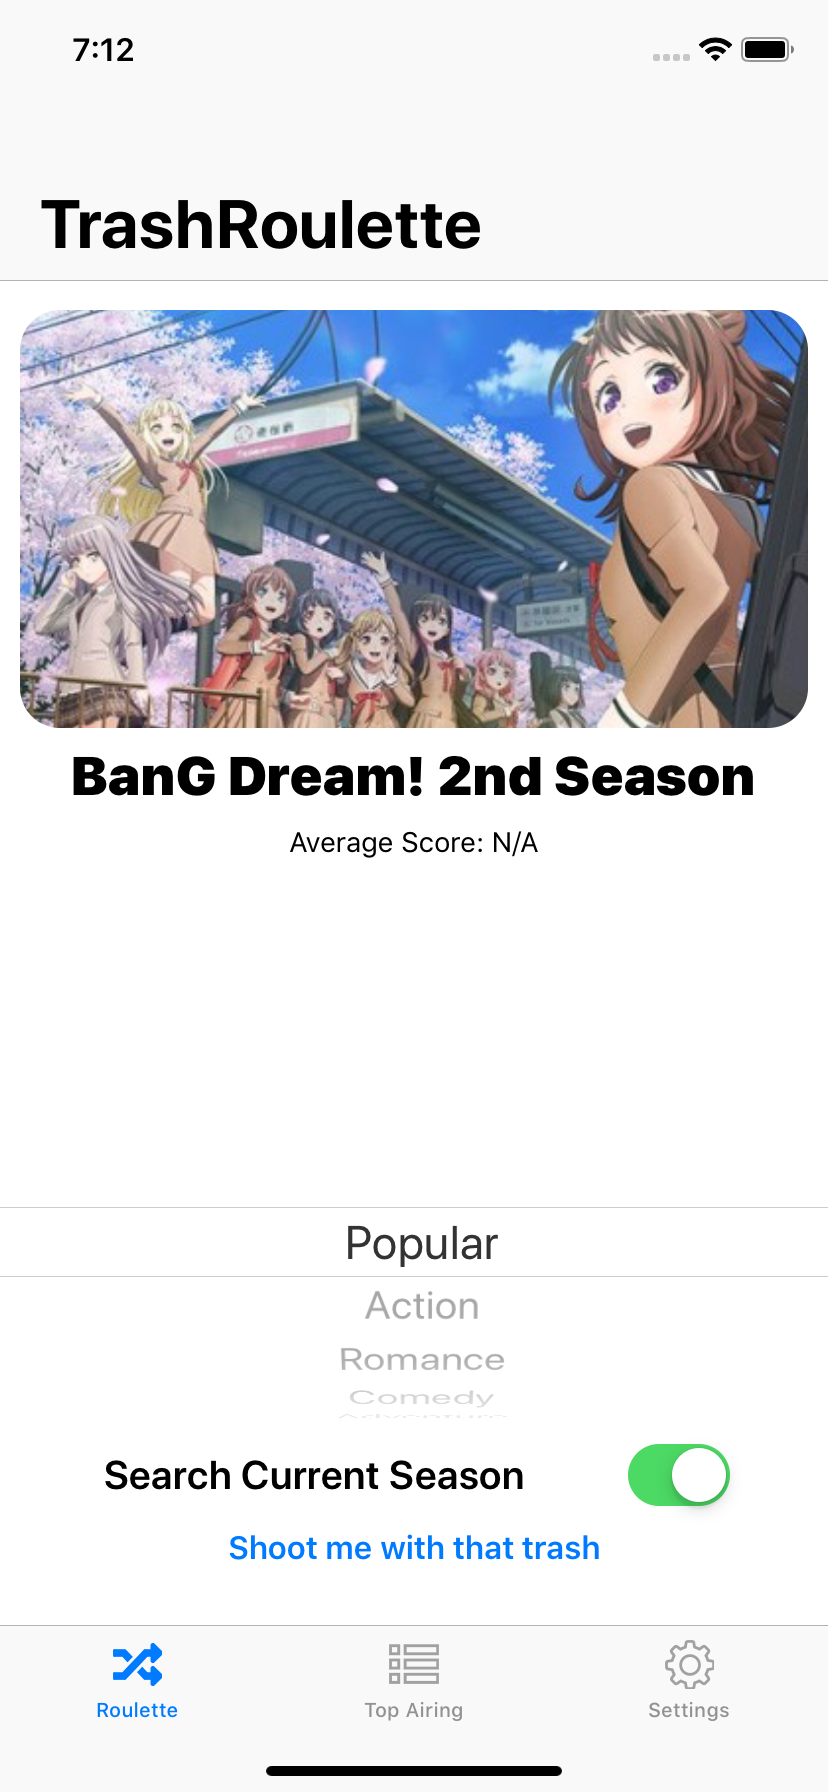 7:12
TrashRoulette
BanG Dream! 2nd Season
Average Score: N/A
Popular
Action
Romance
Comedy
Adventure
Search Current Season
Shoot me with that trash
Roulette
Top Airing
Settings